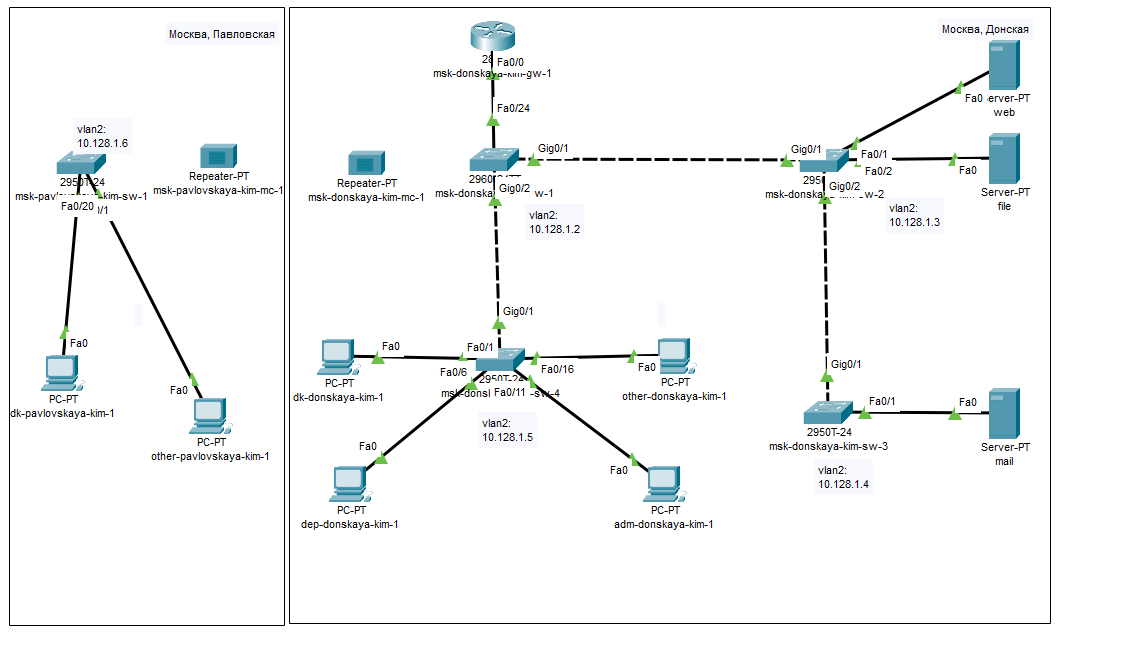 Москва, Павловская
vlan2:
10.128.1.6
2950T-24
Fa0/20
Repeater-PT
msk-pavlovskaya-kim-mc-1
Fa0
PC-PT
dk-pavlovskaya-kim-1
Fa0
PC-PT
other-pavlovskaya-kim-1
Москва, Донская
Fa0/0
Fa0/24
Repeater-PT
msk-donskaya-kim-mc-1
Gig0/1
Gig0/2
vlan2:
10.128.1.2
Gig0/1
Fa0/1
Fa0/2
Gig0/2
vlan2:
10.128.1.3
Fa0
web
Fa0
Server-PT
file
Gig0/1
Fa0
PC-PT
dk-donskaya-kim-1
Fa0/1
Fa0/6
Fa0/16
2950T-24
Fa0/11
vlan2:
10.128.1.5
Fa0
PC-PT
other-donskaya-kim-1
Fa0
PC-PT
dep-donskaya-kim-1
Fa0
PC-PT
adm-donskaya-kim-1
Gig0/1
Fa0/1
2950T-24
msk-donskaya-kim-sw-3
vlan2:
10.128.1.4
Fa0
Server-PT
mail